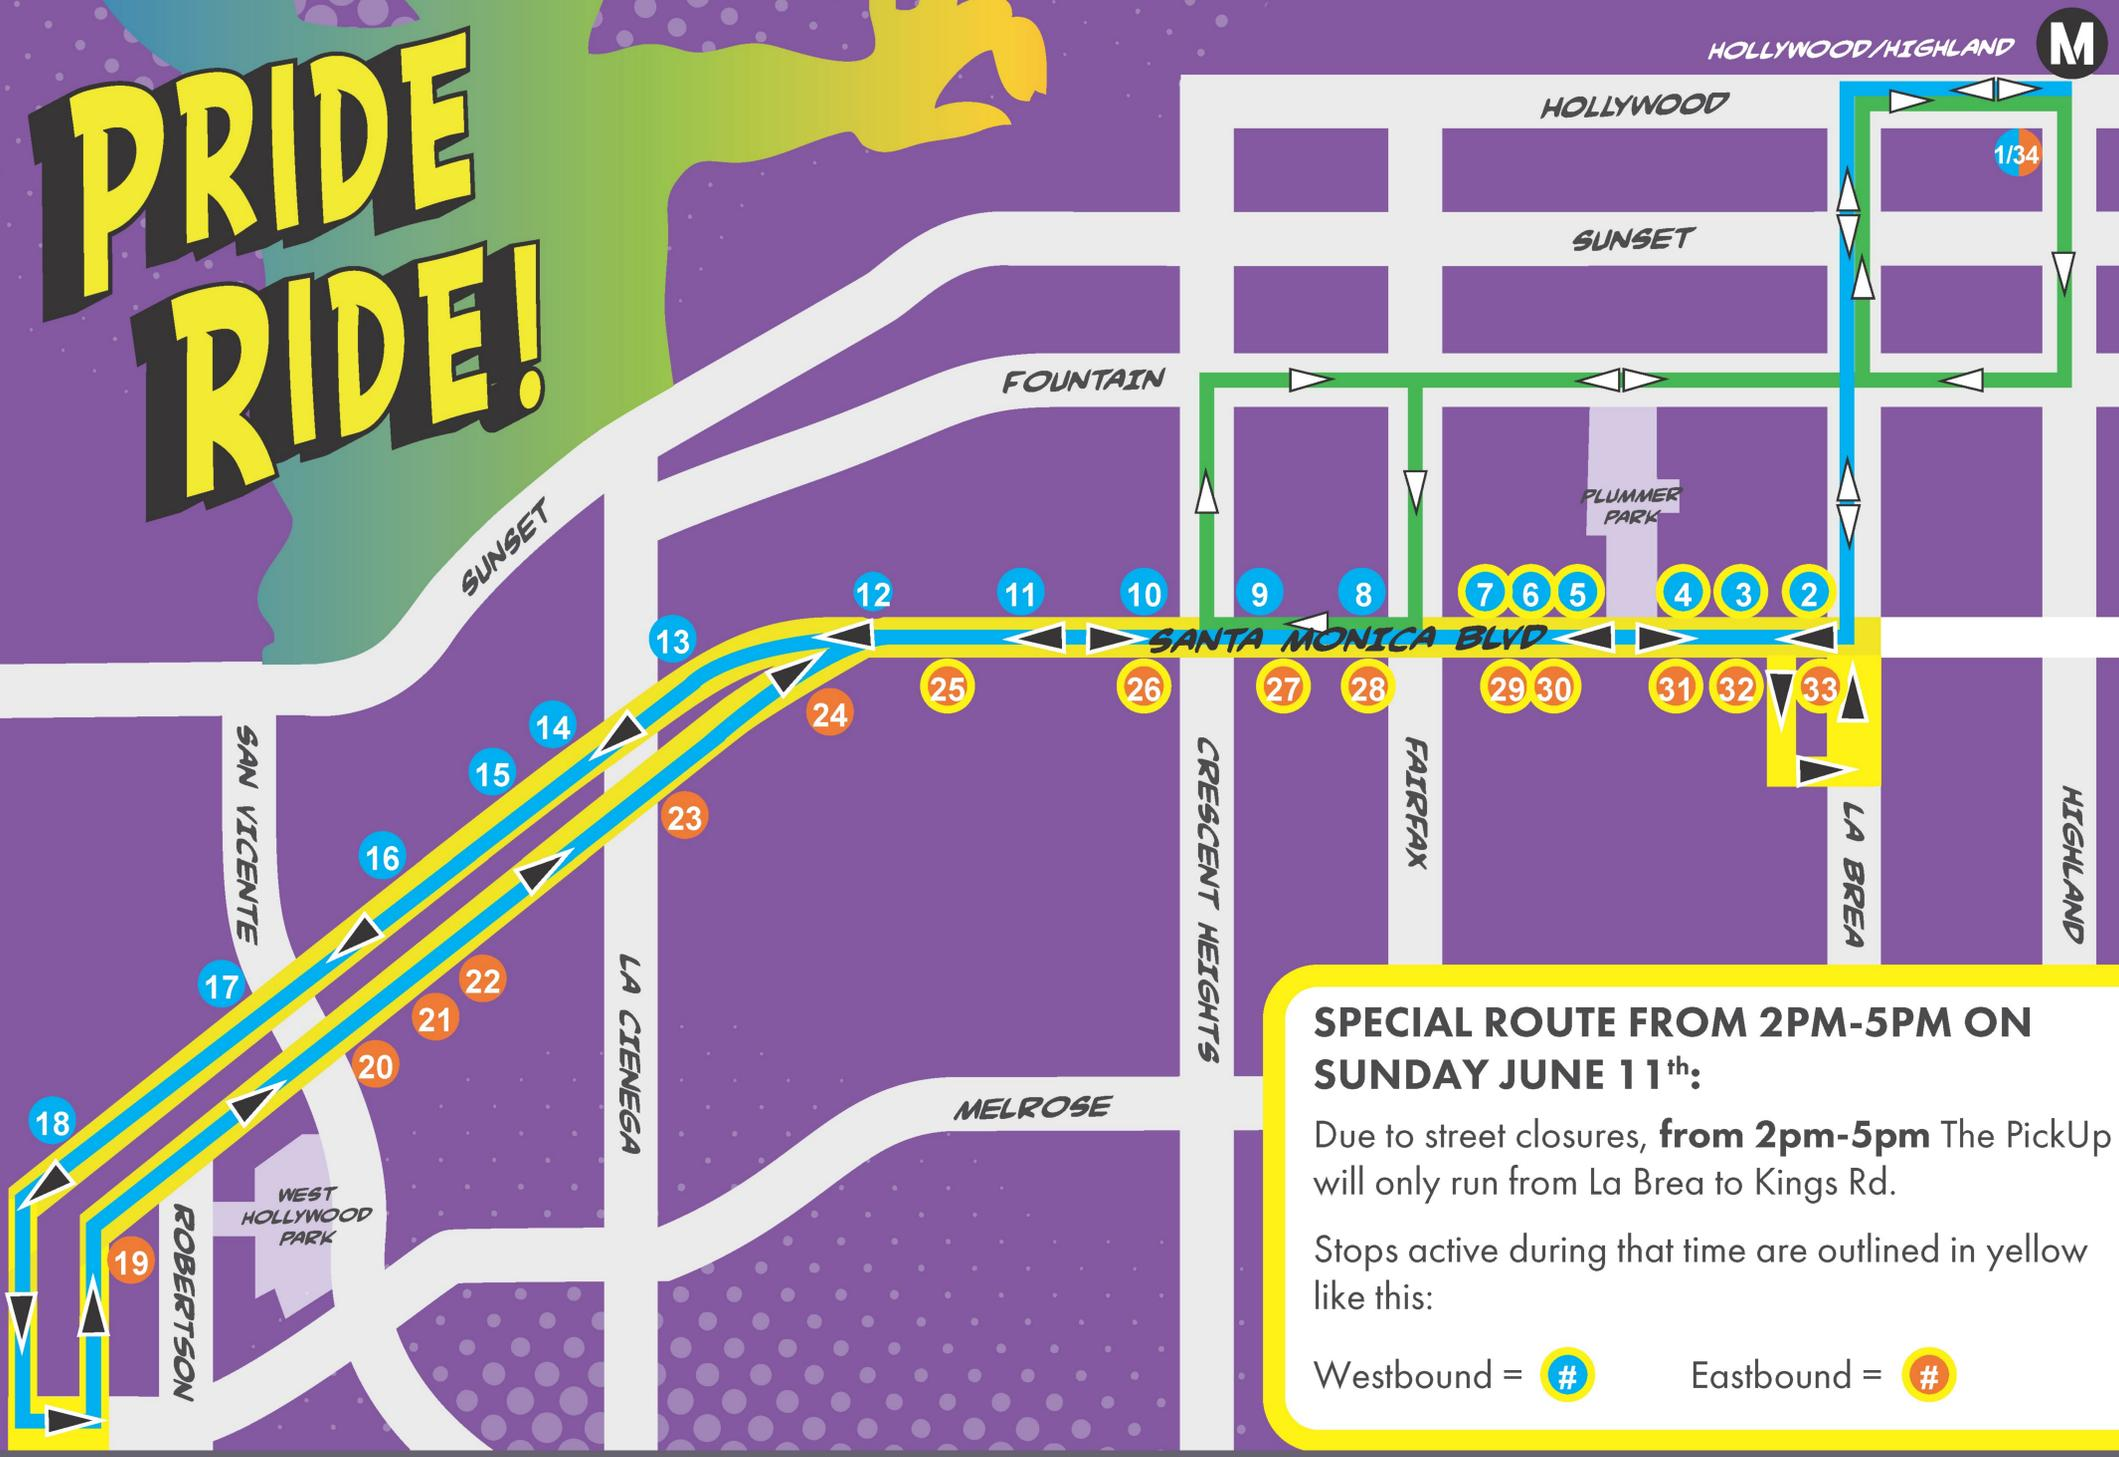 PRIDE
RIDE!
HOLLYWOOD/HIGHLAND
M
HOLLYWOOD
1/34
SUNSET
FOUNTAIN
PLUMMER
PARK
SUNSET
12
11
10
9
8
7
6
5
4
3
2
13
SANTA MONICA BLVD
14
15
16
17
18
25
26
27
28
29
30
31
32
33
24
23
22
21
20
19
SAN VICENTE
LA CIENEGA
CRESCENT HEIGHTS
FAIRFAX
LA BREA
HIGHLAND
MELROSE
WEST
HOLLYWOOD
PARK
ROBERTSON
SPECIAL ROUTE FROM 2PM-5PM ON
SUNDAY JUNE 11th:
Due to street closures, from 2pm-5pm The PickUp
will only run from La Brea to Kings Rd.
Stops active during that time are outlined in yellow
like this:
Westbound = # Eastbound = #